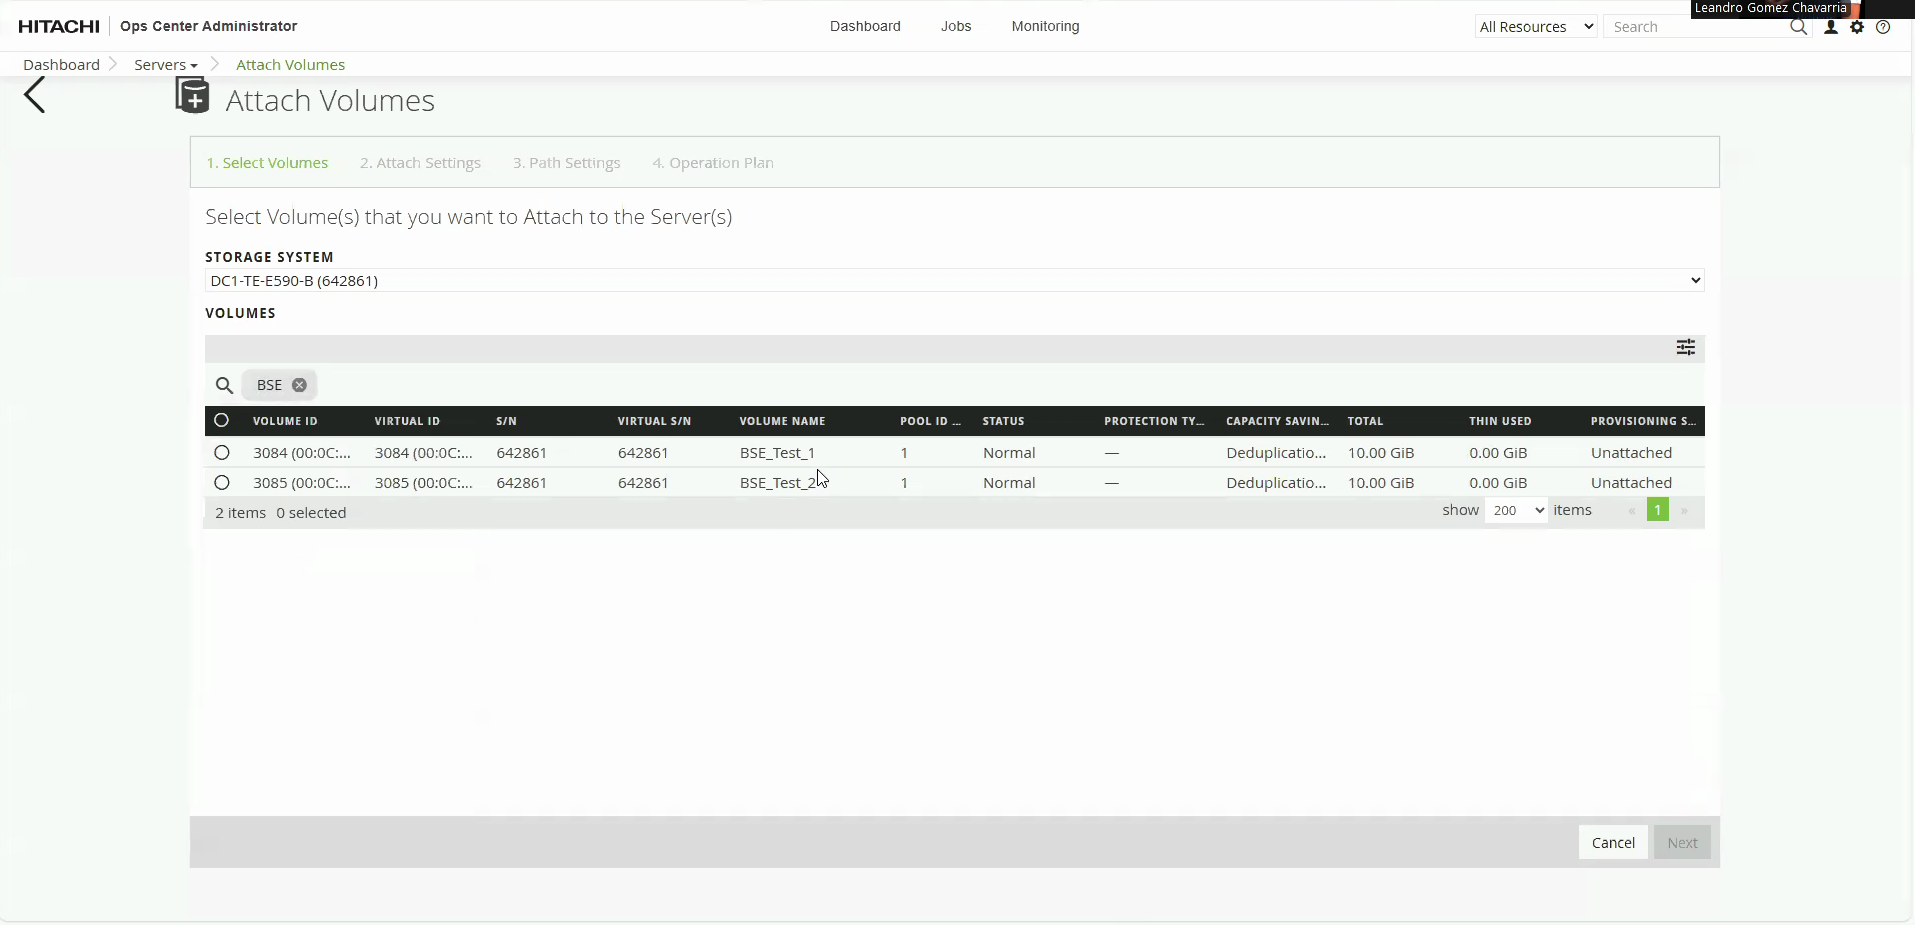 Leandro Gomez Chavarria
HITACHI Ops Center Administrator Dashboard Jobs Monitoring All Resources Search
Dashboard Servers Attach Volumes
Attach Volumes
1. Select Volumes 2. Attach Settings 3. Path Settings 4. Operation Plan
Select Volume(s) that you want to Attach to the Server(s)
STORAGE SYSTEM
DC1-TE-E590-B (642861)
VOLUMES
BSE
VOLUME ID VIRTUAL ID S/N VIRTUAL S/N VOLUME NAME POOL ID ... STATUS PROTECTION TY... CAPACITY SAVIN... TOTAL THIN USED PROVISIONING S...
3084 (00:0C:... 3084 (00:0C:... 642861 642861 BSE_Test_1 1 Normal — Deduplicatio... 10.00 GiB 0.00 GiB Unattached
3085 (00:0C:... 3085 (00:0C:... 642861 642861 BSE_Test_2 1 Normal — Deduplicatio... 10.00 GiB 0.00 GiB Unattached
2 items 0 selected show 200 items « 1 »
Cancel Next